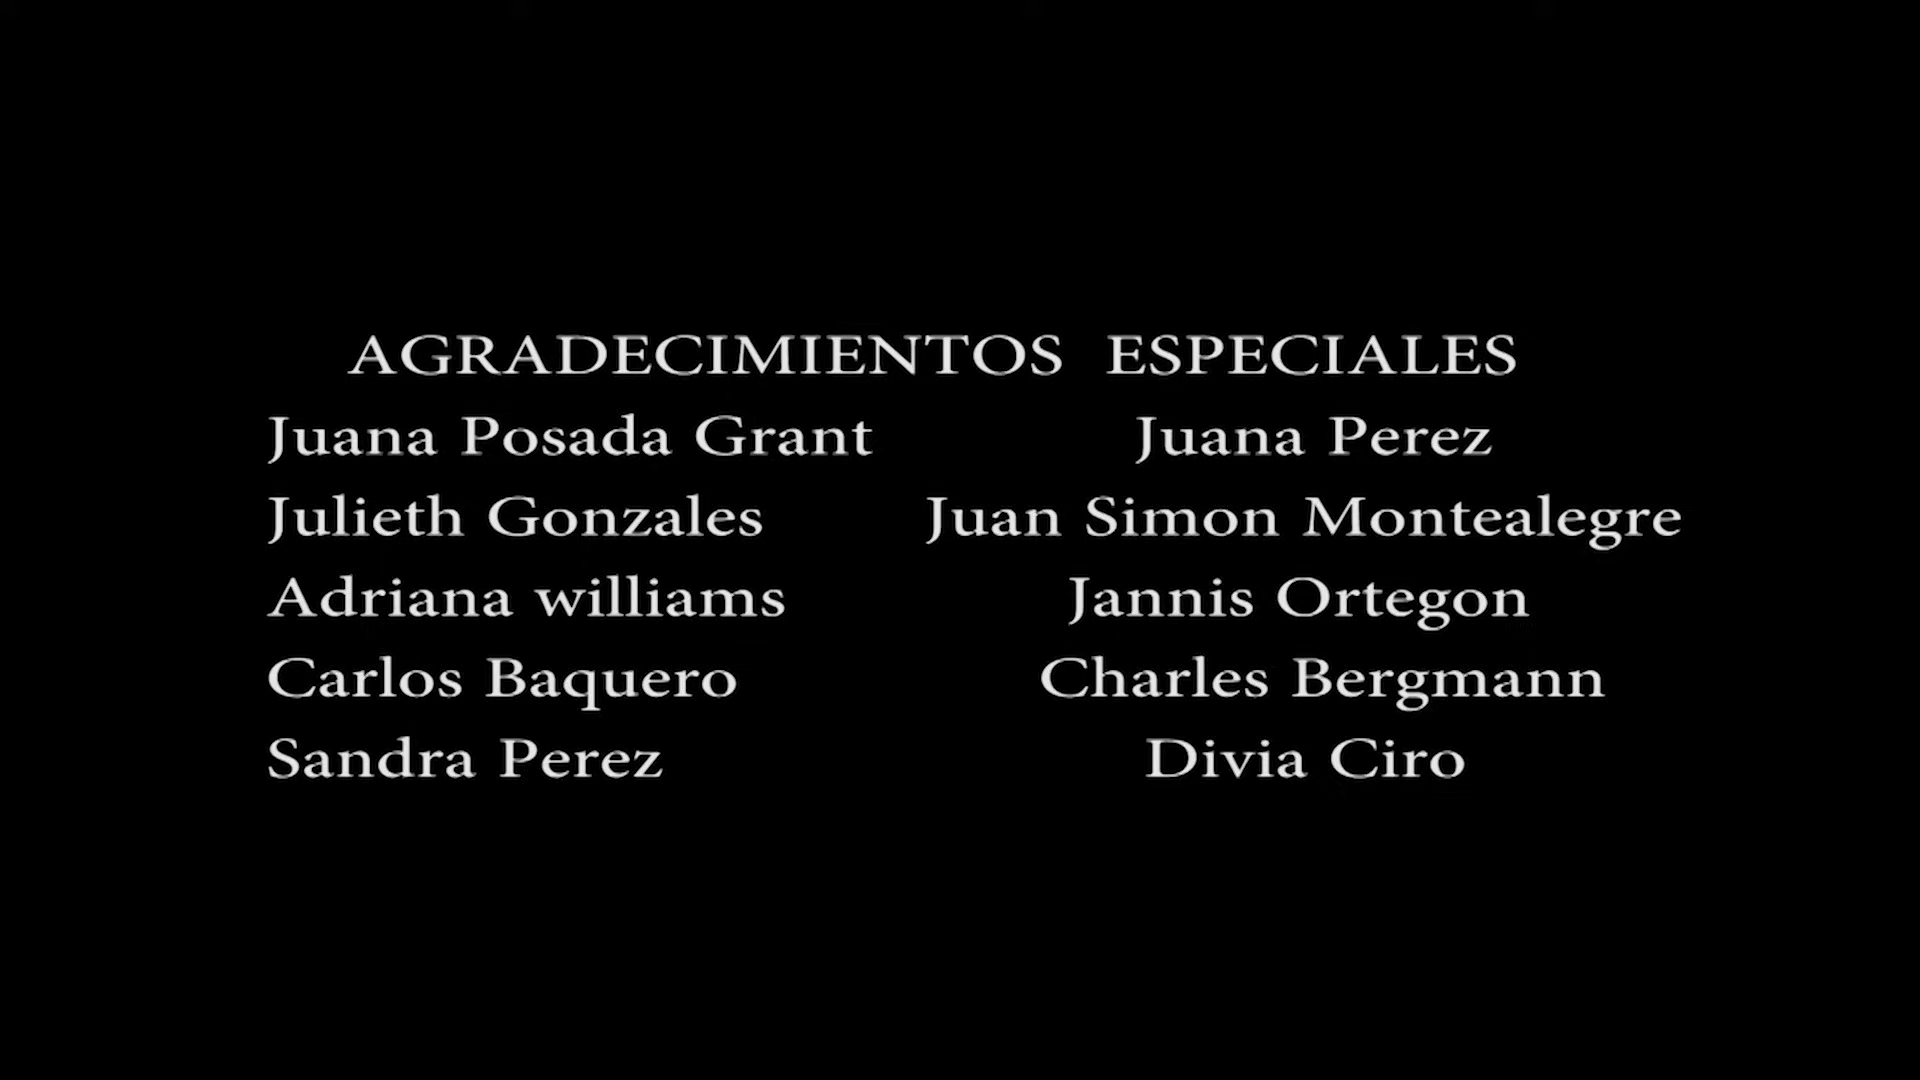 AGRADECIMIENTOS ESPECIALES
Juana Posada Grant Juana Perez
Julieth Gonzales Juan Simon Montealegre
Adriana williams Jannis Ortegon
Carlos Baquero Charles Bergmann
Sandra Perez Divia Ciro